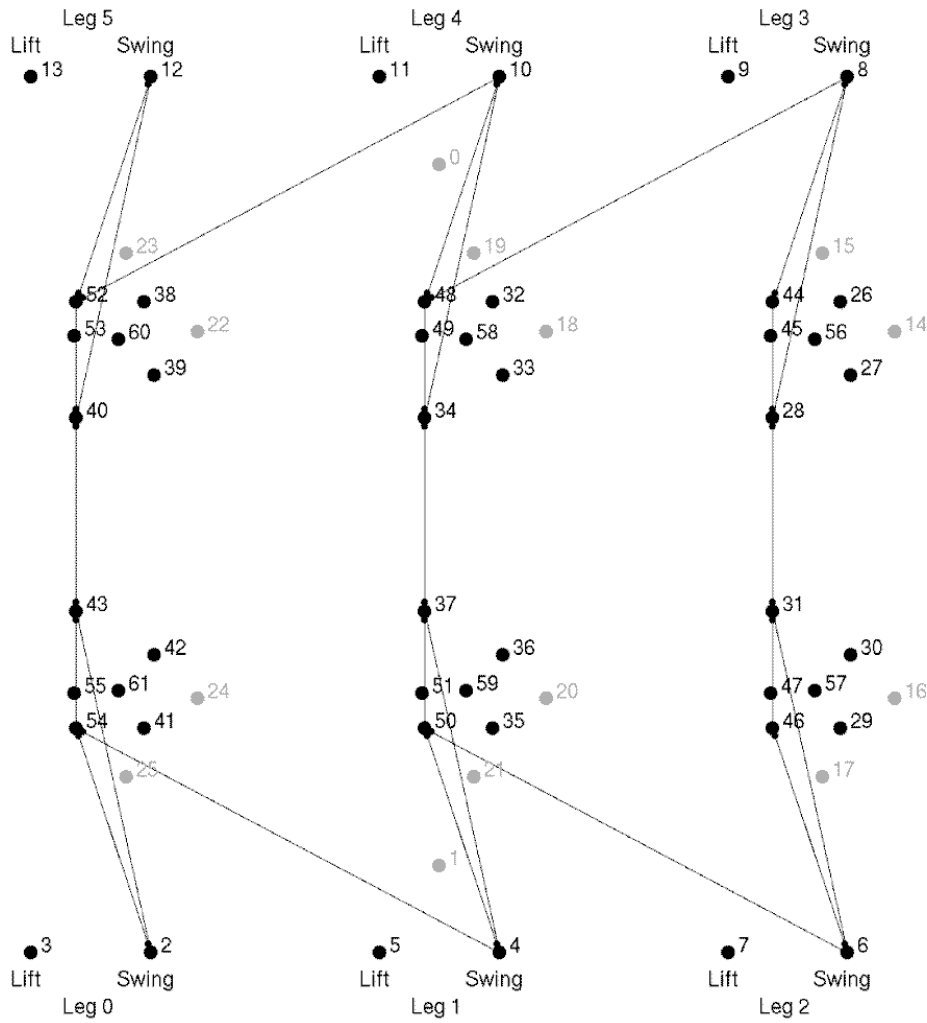 Leg 5 Leg 4 Leg 3
Lift Swing Lift Swing Lift Swing
13 12 11 10 9 8
0
23 19 15
52 38 48 32 44 26
53 60 22 49 58 18 45 56 14
39 33 27
40 34 28
43 37 31
42 36 30
55 61 24 51 59 20 47 57 16
54 41 50 35 46 29
25 21 17
1
3 2 5 4 7 6
Lift Swing Lift Swing Lift Swing
Leg 0 Leg 1 Leg 2